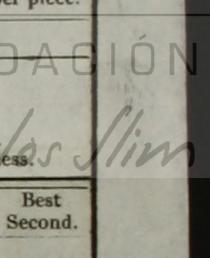 per piece.
DACIÓN
los Slim
ess.
Best
Second.